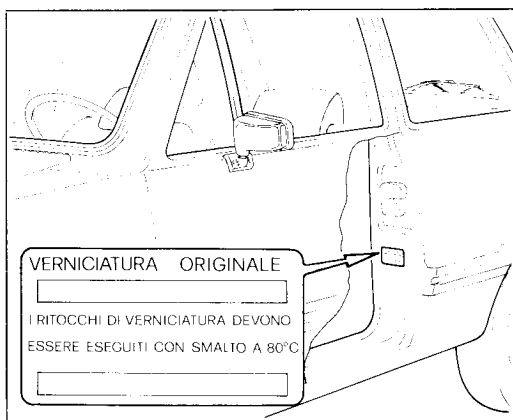 VERNICIATURA ORIGINALE
I RITOCCHI DI VERNICIATURA DEVONO
ESSERE ESEGUITI CON SMALTO A 80°C